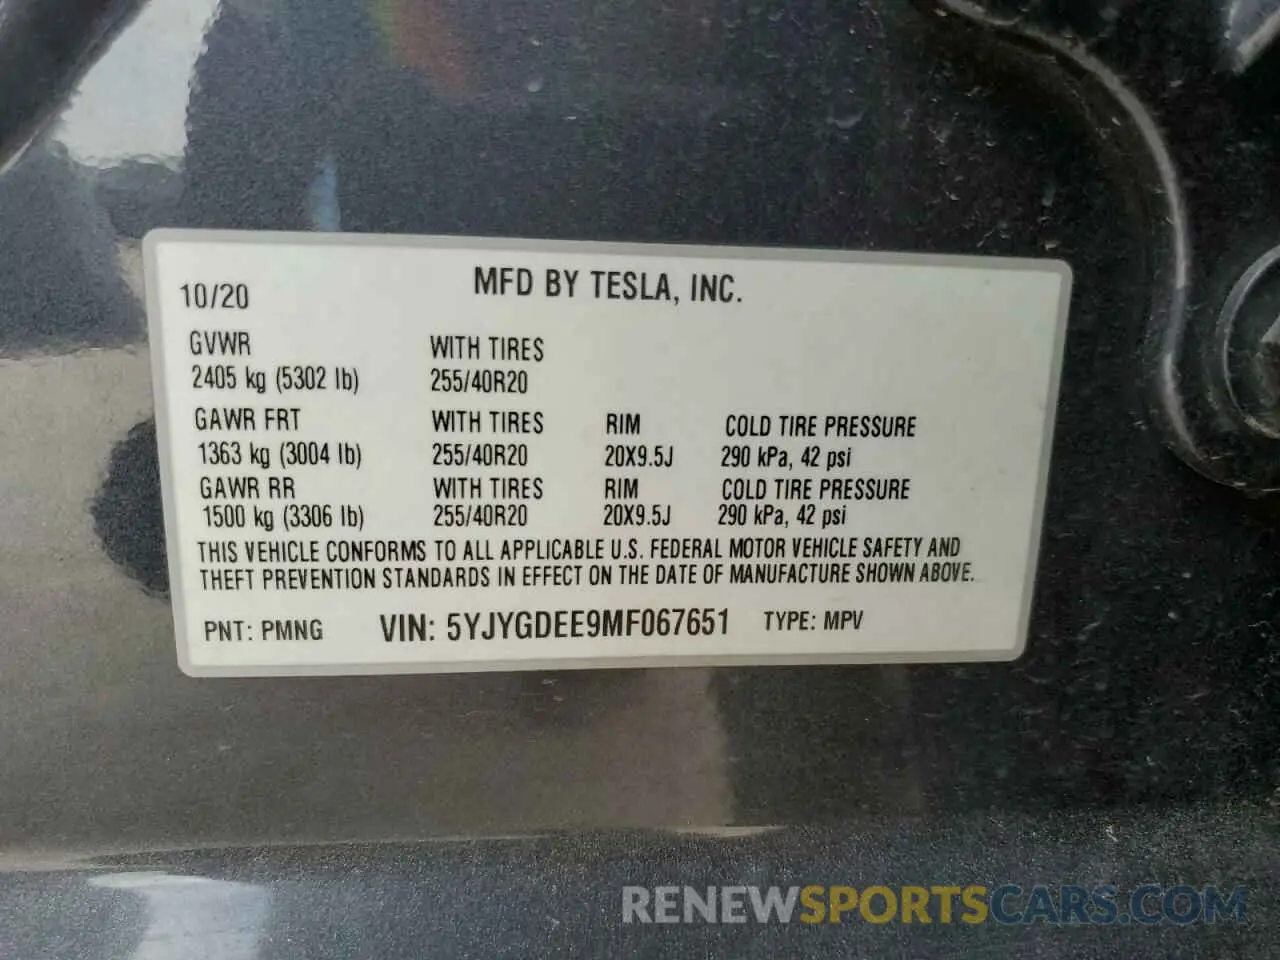 10/20 MFD BY TESLA, INC.
GVWR WITH TIRES
2405 kg (5302 lb) 255/40R20
GAWR FRT WITH TIRES RIM COLD TIRE PRESSURE
1363 kg (3004 lb) 255/40R20 20X9.5J 290 kPa, 42 psi
GAWR RR WITH TIRES RIM COLD TIRE PRESSURE
1500 kg (3306 lb) 255/40R20 20X9.5J 290 kPa, 42 psi
THIS VEHICLE CONFORMS TO ALL APPLICABLE U.S. FEDERAL MOTOR VEHICLE SAFETY AND
THEFT PREVENTION STANDARDS IN EFFECT ON THE DATE OF MANUFACTURE SHOWN ABOVE.
PNT: PMNG VIN: 5YJYGDEE9MF067651 TYPE: MPV
RENEWSPORTSCARS.COM